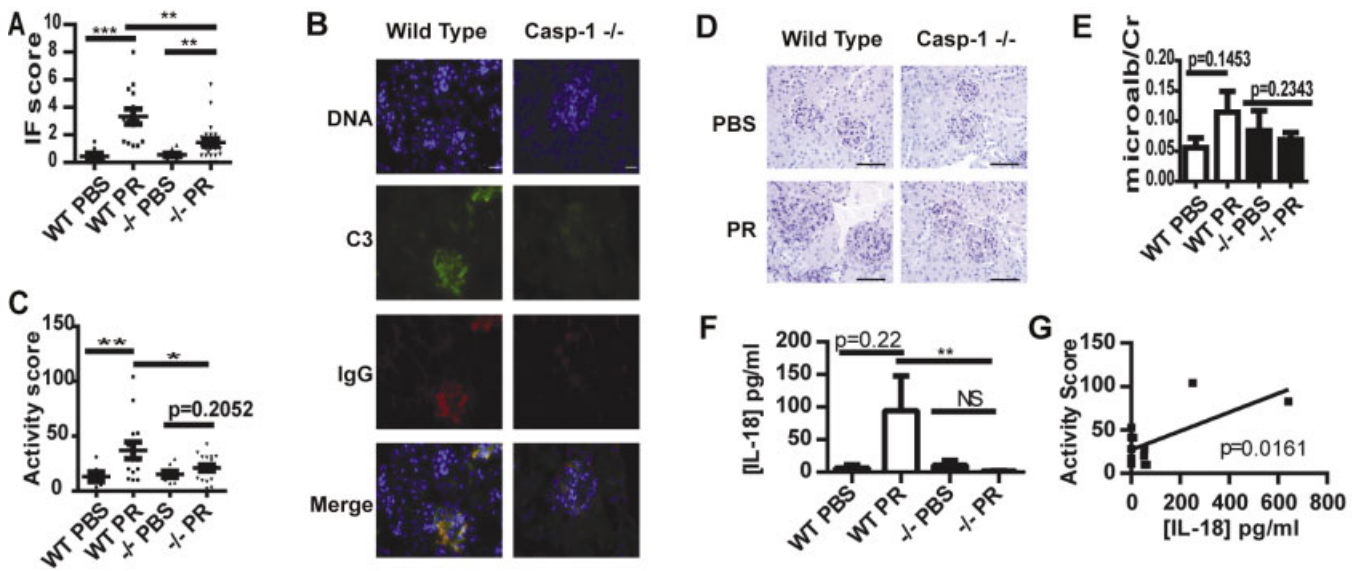 A
IF score
10
8
6
4
2
0
***
**
**
WT PBS
WT PR
-/- PBS
-/- PR
B
Wild Type Casp-1 -/-
DNA
C3
IgG
Merge
C
Activity score
150
100
50
0
**
*
p=0.2052
WT PBS
WT PR
-/- PBS
-/- PR
D
Wild Type Casp-1 -/-
PBS
PR
E
microalb/Cr
0.20
0.15
0.10
0.05
0.00
p=0.1453
p=0.2343
WT PBS
WT PR
-/- PBS
-/- PR
F
[IL-18] pg/ml
200
150
100
50
0
p=0.22
**
NS
WT PBS
WT PR
-/- PBS
-/- PR
G
Activity Score
150
100
50
0
p=0.0161
0 200 400 600 800
[IL-18] pg/ml